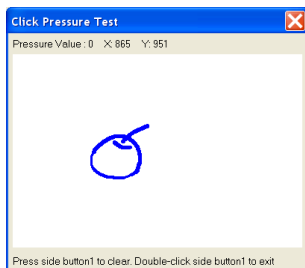 Click Pressure Test
Pressure Value : 0 X: 865 Y: 951
Press side button1 to clear. Double-click side button1 to exit